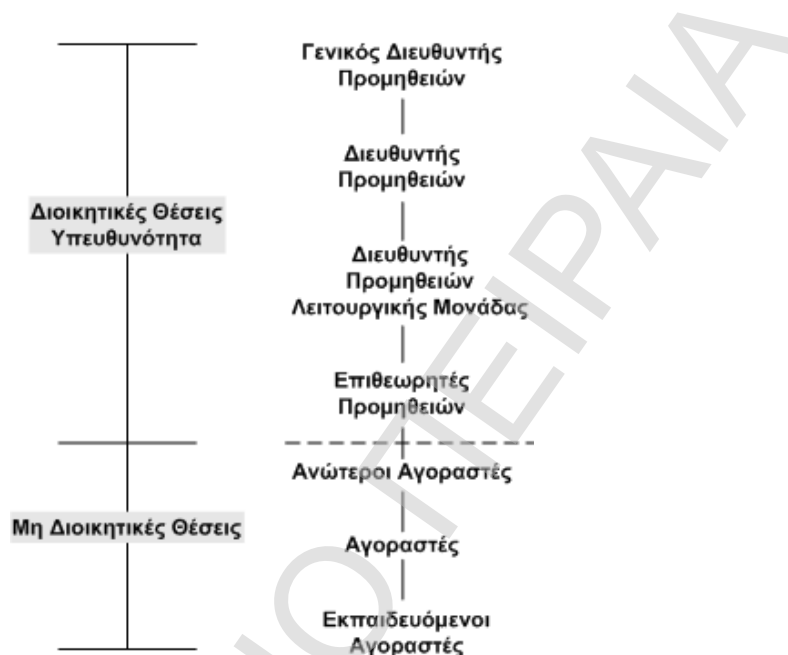 Γενικός Διευθυντής
Προμηθειών
Διευθυντής
Προμηθειών
Διοικητικές Θέσεις
Υπευθυνότητα
Διευθυντής
Προμηθειών
Λειτουργικής Μονάδας
Επιθεωρητές
Προμηθειών
Ανώτεροι Αγοραστές
Μη Διοικητικές Θέσεις
Αγοραστές
Εκπαιδευόμενοι
Αγοραστές
ΠΕΙΡΑΙΑ